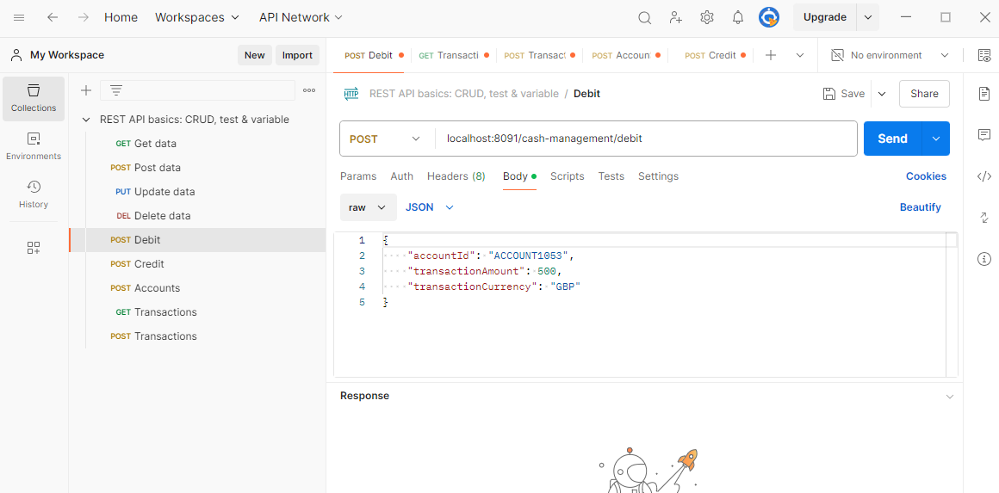 Home Workspaces API Network Upgrade
My Workspace New Import
POST Debit GET Transacti POST Transac POST Accoun POST Credit No environment
Collections
Environments
History
REST API basics: CRUD, test & variable
GET Get data
POST Post data
PUT Update data
DEL Delete data
POST Debit
POST Credit
POST Accounts
GET Transactions
POST Transactions
HTTP REST API basics: CRUD, test & variable / Debit Save Share
POST localhost:8091/cash-management/debit Send
Params Auth Headers (8) Body Scripts Tests Settings Cookies
raw JSON Beautify
1 {
2 "accountId": "ACCOUNT1053",
3 "transactionAmount": 500,
4 "transactionCurrency": "GBP"
5 }
Response